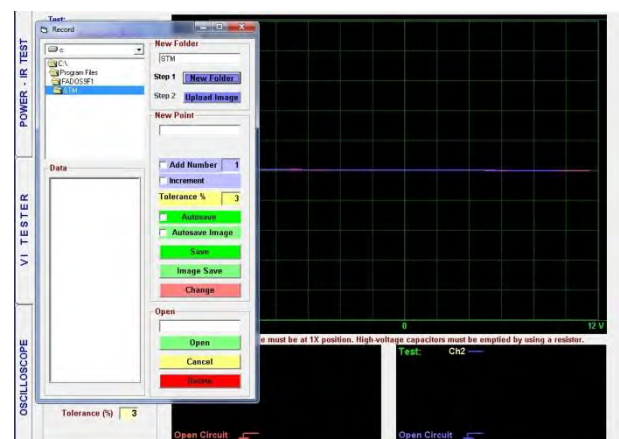 Test:
Record
POWER - IR TEST
VI TESTER
OSCILLOSCOPE
c:
C:\
Program Files
FADOS9F1
STM
Data
New Folder
STM
Step 1 New Folder
Step 2 Upload Image
New Point
Add Number 1
Increment
Tolerance % 3
Autosave
Autosave Image
Save
Image Save
Change
Open
Open
Cancel
Delete
Tolerance (%) 3
0 12 V
e must be at 1X position. High-voltage capacitors must be emptied by using a resistor.
Test: Ch2
Open Circuit
Open Circuit